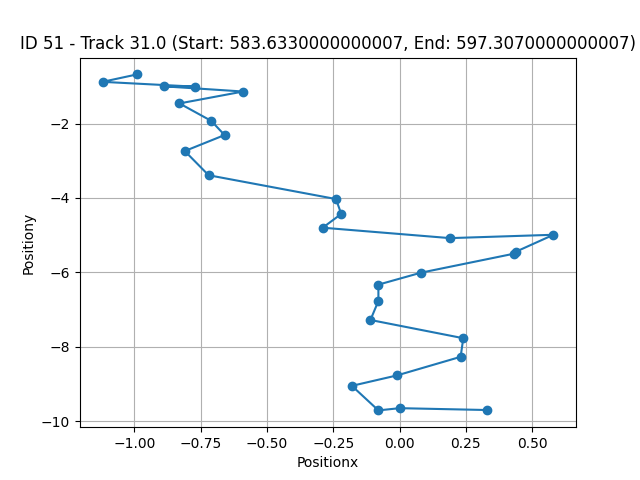 ID 51 - Track 31.0 (Start: 583.6330000000007, End: 597.3070000000007)
−2
−4
−6
−8
−10
Positiony
−1.00 −0.75 −0.50 −0.25 0.00 0.25 0.50
Positionx